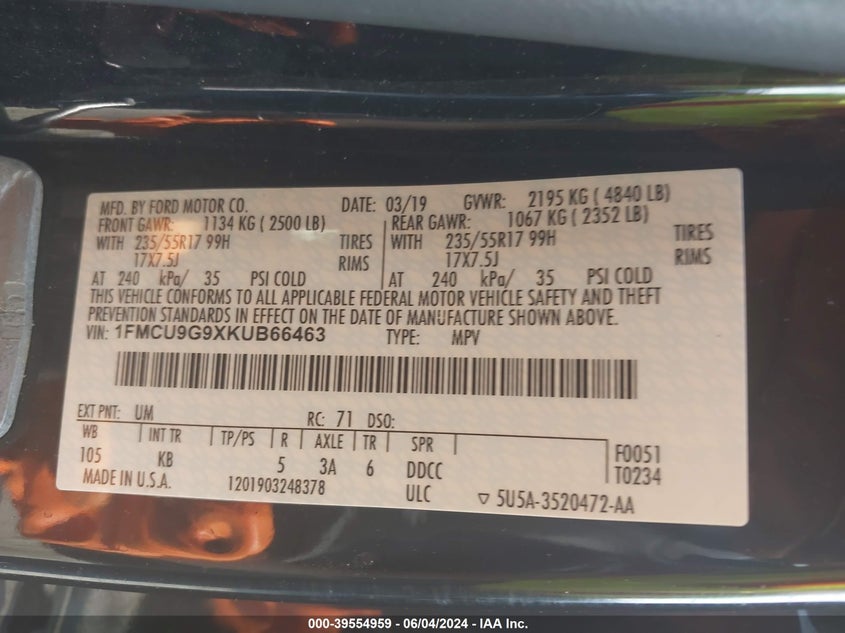 MFD. BY FORD MOTOR CO. DATE: 03/19 GVWR: 2195 KG ( 4840 LB)
FRONT GAWR: 1134 KG ( 2500 LB) REAR GAWR: 1067 KG ( 2352 LB)
WITH 235/55R17 99H TIRES WITH 235/55R17 99H TIRES
17X7.5J RIMS 17X7.5J RIMS
AT 240 kPa/ 35 PSI COLD AT 240 kPa/ 35 PSI COLD
THIS VEHICLE CONFORMS TO ALL APPLICABLE FEDERAL MOTOR VEHICLE SAFETY AND THEFT
PREVENTION STANDARDS IN EFFECT ON THE DATE OF MANUFACTURE SHOWN ABOVE.
VIN: 1FMCU9G9XKUB66463 TYPE: MPV
EXT PNT: UM RC: 71 DSO:
WB INT TR TP/PS R AXLE TR SPR F0051
105 KB 5 3A 6 DDCC T0234
MADE IN U.S.A. 1201903248378 ULC ▽ 5U5A-3520472-AA
000-39554959 - 06/04/2024 - IAA Inc.